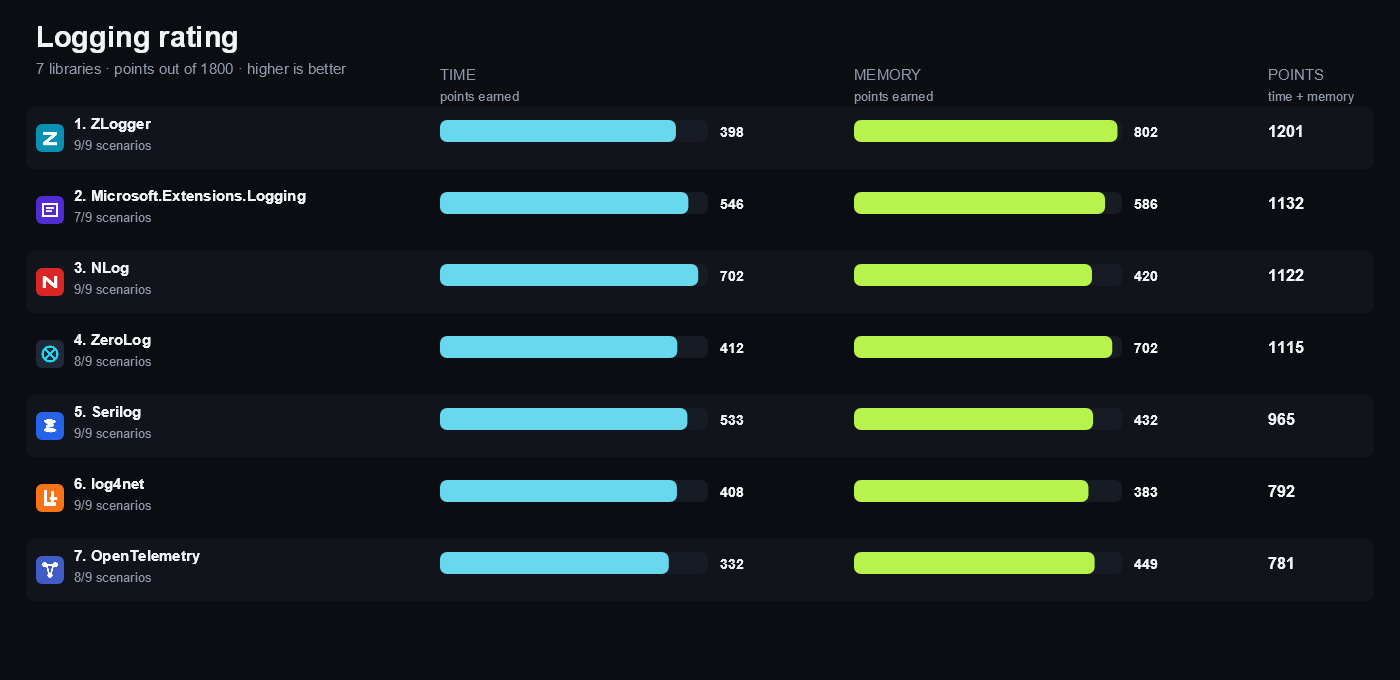 Logging rating
7 libraries · points out of 1800 · higher is better
TIME
points earned
MEMORY
points earned
POINTS
time + memory
1. ZLogger
9/9 scenarios
398
802
1201
2. Microsoft.Extensions.Logging
7/9 scenarios
546
586
1132
3. NLog
9/9 scenarios
702
420
1122
4. ZeroLog
8/9 scenarios
412
702
1115
5. Serilog
9/9 scenarios
533
432
965
6. log4net
9/9 scenarios
408
383
792
7. OpenTelemetry
8/9 scenarios
332
449
781